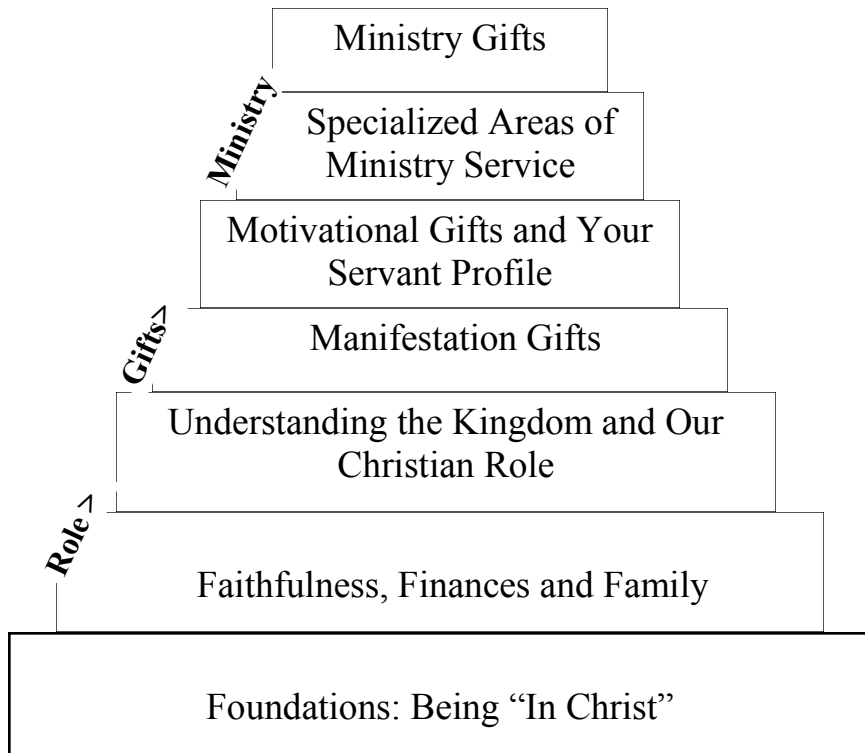 Ministry Gifts
Ministry
Specialized Areas of
Ministry Service
Motivational Gifts and Your
Servant Profile
Gifts>
Manifestation Gifts
Understanding the Kingdom and Our
Christian Role
Role >
Faithfulness, Finances and Family
Foundations: Being “In Christ”